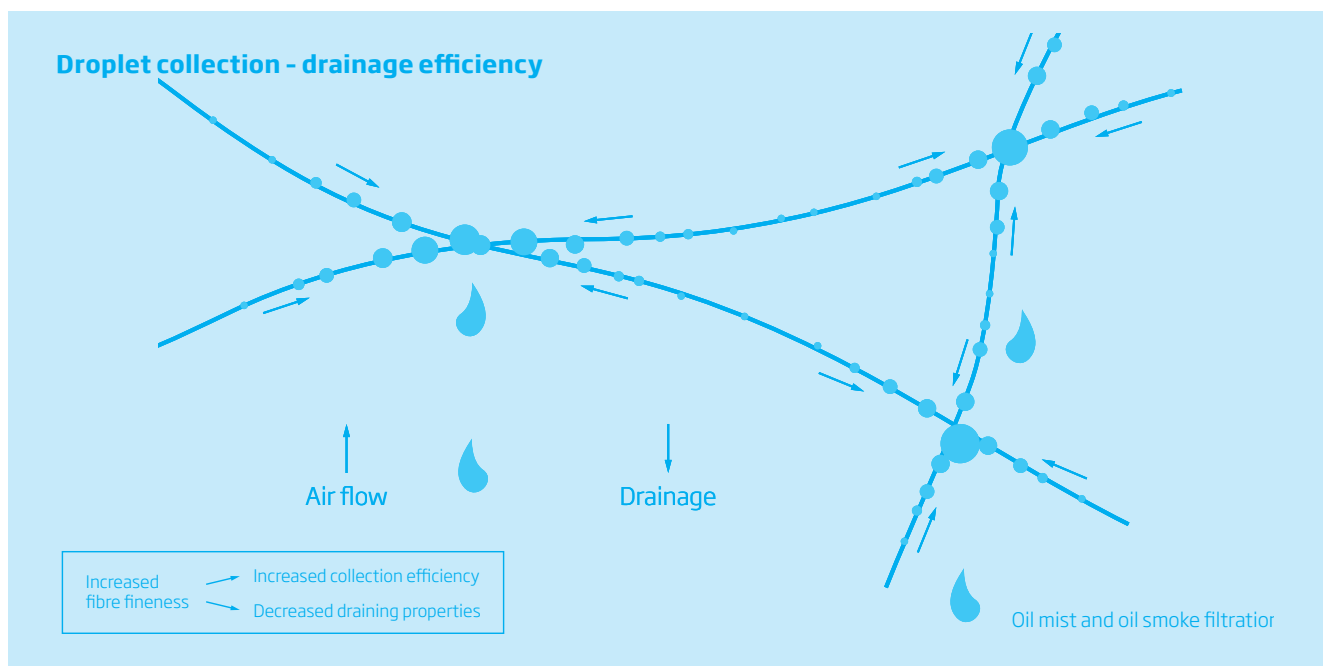 Droplet collection – drainage efficiency
Air flow
Drainage
Increased
fibre fineness
Increased collection efficiency
Decreased draining properties
Oil mist and oil smoke filtration